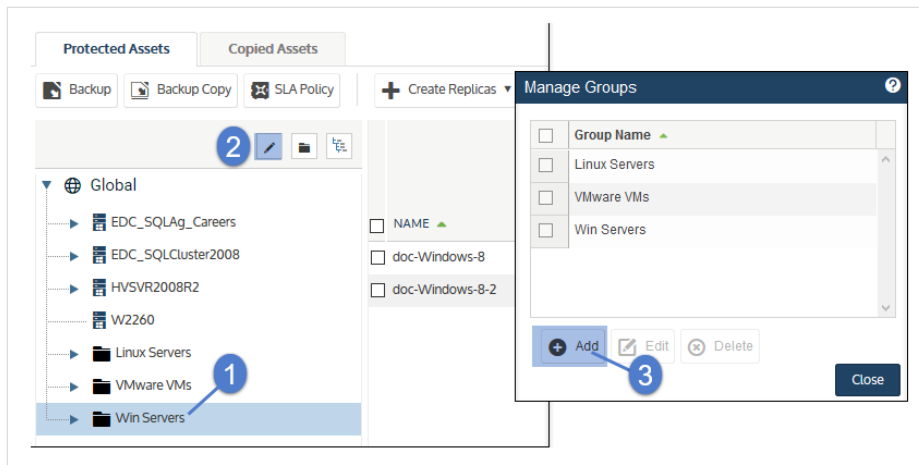 Protected Assets
Copied Assets
Backup
Backup Copy
SLA Policy
Create Replicas
2
Global
EDC_SQLAg_Careers
EDC_SQLCluster2008
HVSVR2008R2
W2260
Linux Servers
VMware VMs
Win Servers
1
NAME
doc-Windows-8
doc-Windows-8-2
Manage Groups
?
Group Name
Linux Servers
VMware VMs
Win Servers
Add
Edit
Delete
3
Close